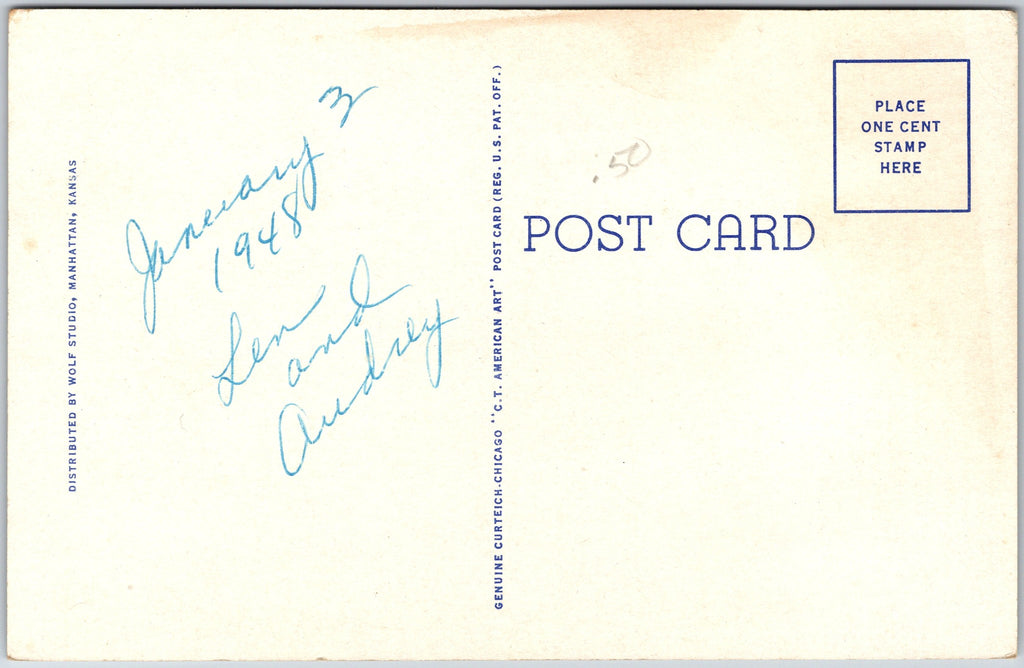 DISTRIBUTED BY WOLF STUDIO, MANHATTAN, KANSAS
January 3
1948
Len
and
Audrey
GENUINE CURTEICH-CHICAGO "C.T. AMERICAN ART" POST CARD (REG. U.S. PAT. OFF.)
.50
POST CARD
PLACE
ONE CENT
STAMP
HERE